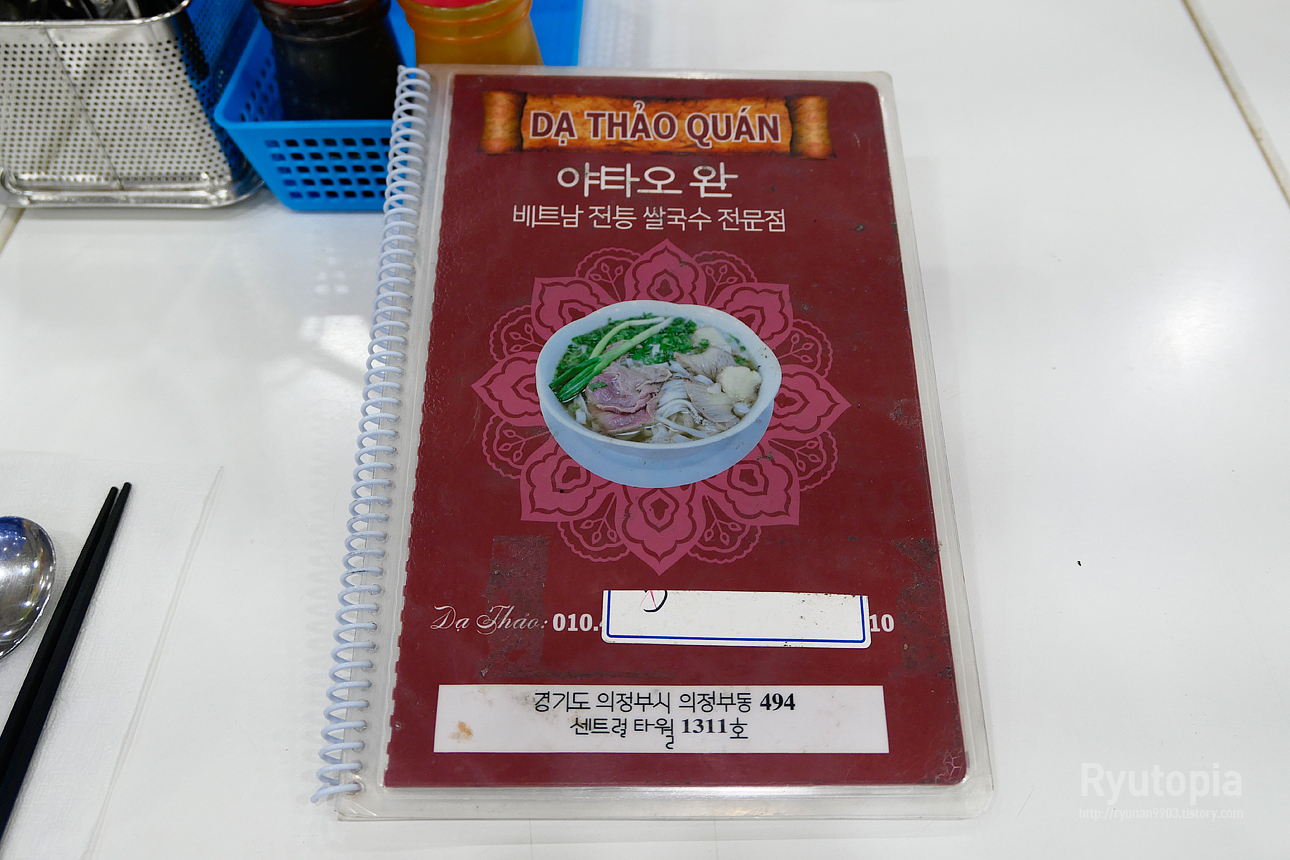 DẠ THẢO QUÁN
야타오 완
베트남 전통 쌀국수 전문점
Dạ Thảo: 010. 10
경기도 의정부시 의정부동 494
센트럴 타월 1311호
Ryutopia
http://ryunan9903.tistory.com